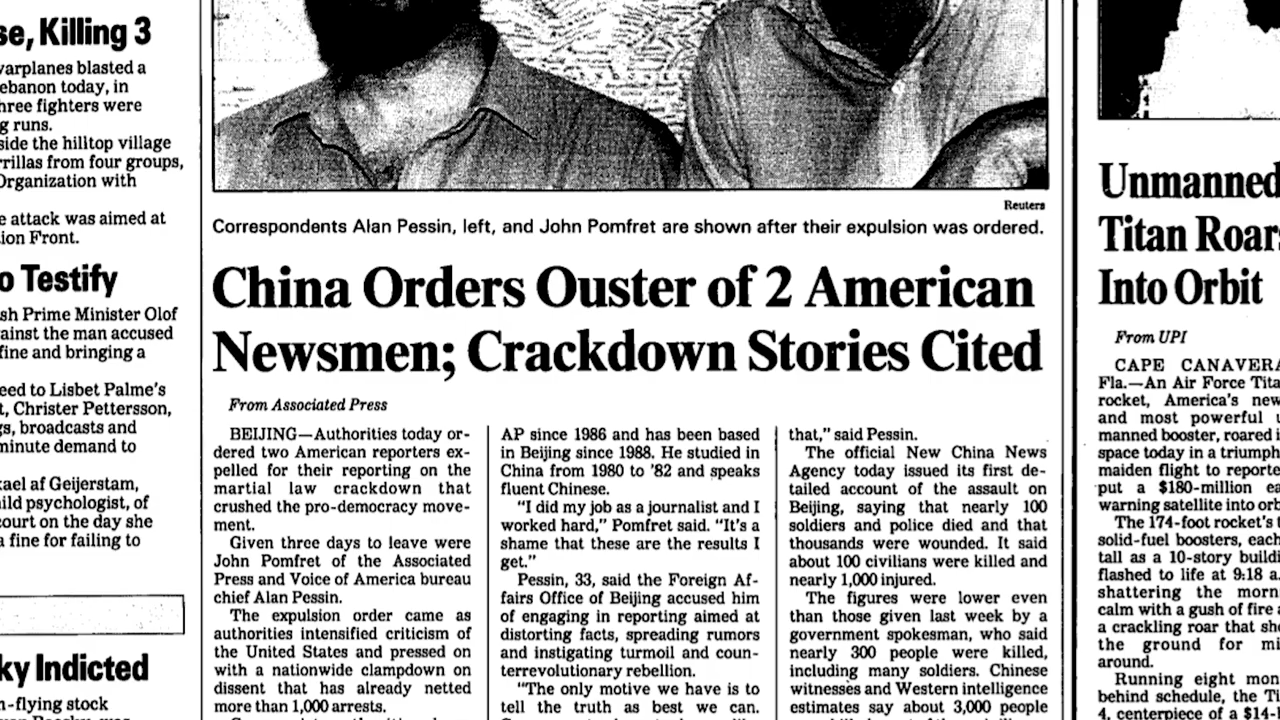 se, Killing 3
warplanes blasted a
ebanon today, in
hree fighters were
g runs.
side the hilltop village
rrillas from four groups,
Organization with
e attack was aimed at
ion Front.
o Testify
sh Prime Minister Olof
ainst the man accused
fine and bringing a
eed to Lisbet Palme's
t, Christer Pettersson,
gs, broadcasts and
minute demand to
kael af Geijerstam,
ild psychologist, of
court on the day she
a fine for failing to
ky Indicted
n-flying stock
Reuters
Correspondents Alan Pessin, left, and John Pomfret are shown after their expulsion was ordered.
China Orders Ouster of 2 American
Newsmen; Crackdown Stories Cited
From Associated Press
BEIJING—Authorities today or-
dered two American reporters ex-
pelled for their reporting on the
martial law crackdown that
crushed the pro-democracy move-
ment.
Given three days to leave were
John Pomfret of the Associated
Press and Voice of America bureau
chief Alan Pessin.
The expulsion order came as
authorities intensified criticism of
the United States and pressed on
with a nationwide clampdown on
dissent that has already netted
more than 1,000 arrests.
AP since 1986 and has been based
in Beijing since 1988. He studied in
China from 1980 to '82 and speaks
fluent Chinese.
"I did my job as a journalist and I
worked hard," Pomfret said. "It's a
shame that these are the results I
get."
Pessin, 33, said the Foreign Af-
fairs Office of Beijing accused him
of engaging in reporting aimed at
distorting facts, spreading rumors
and instigating turmoil and coun-
terrevolutionary rebellion.
"The only motive we have is to
tell the truth as best we can.
that," said Pessin.
The official New China News
Agency today issued its first de-
tailed account of the assault on
Beijing, saying that nearly 100
soldiers and police died and that
thousands were wounded. It said
about 100 civilians were killed and
nearly 1,000 injured.
The figures were lower even
than those given last week by a
government spokesman, who said
nearly 300 people were killed,
including many soldiers. Chinese
witnesses and Western intelligence
estimates say about 3,000 people
Unmanned
Titan Roars
Into Orbit
From UPI
CAPE CANAVERA
Fla.—An Air Force Tita
rocket, America's new
and most powerful u
manned booster, roared i
space today in a triumph
maiden flight to reporte
put a $180-million ea
warning satellite into orb
The 174-foot rocket's t
solid-fuel boosters, each
tall as a 10-story buildi
flashed to life at 9:18 a.
shattering the morn
calm with a gush of fire a
a crackling roar that sho
the ground for mi
around.
Running eight mon
behind schedule, the Ti
4, centerpiece of a $14-